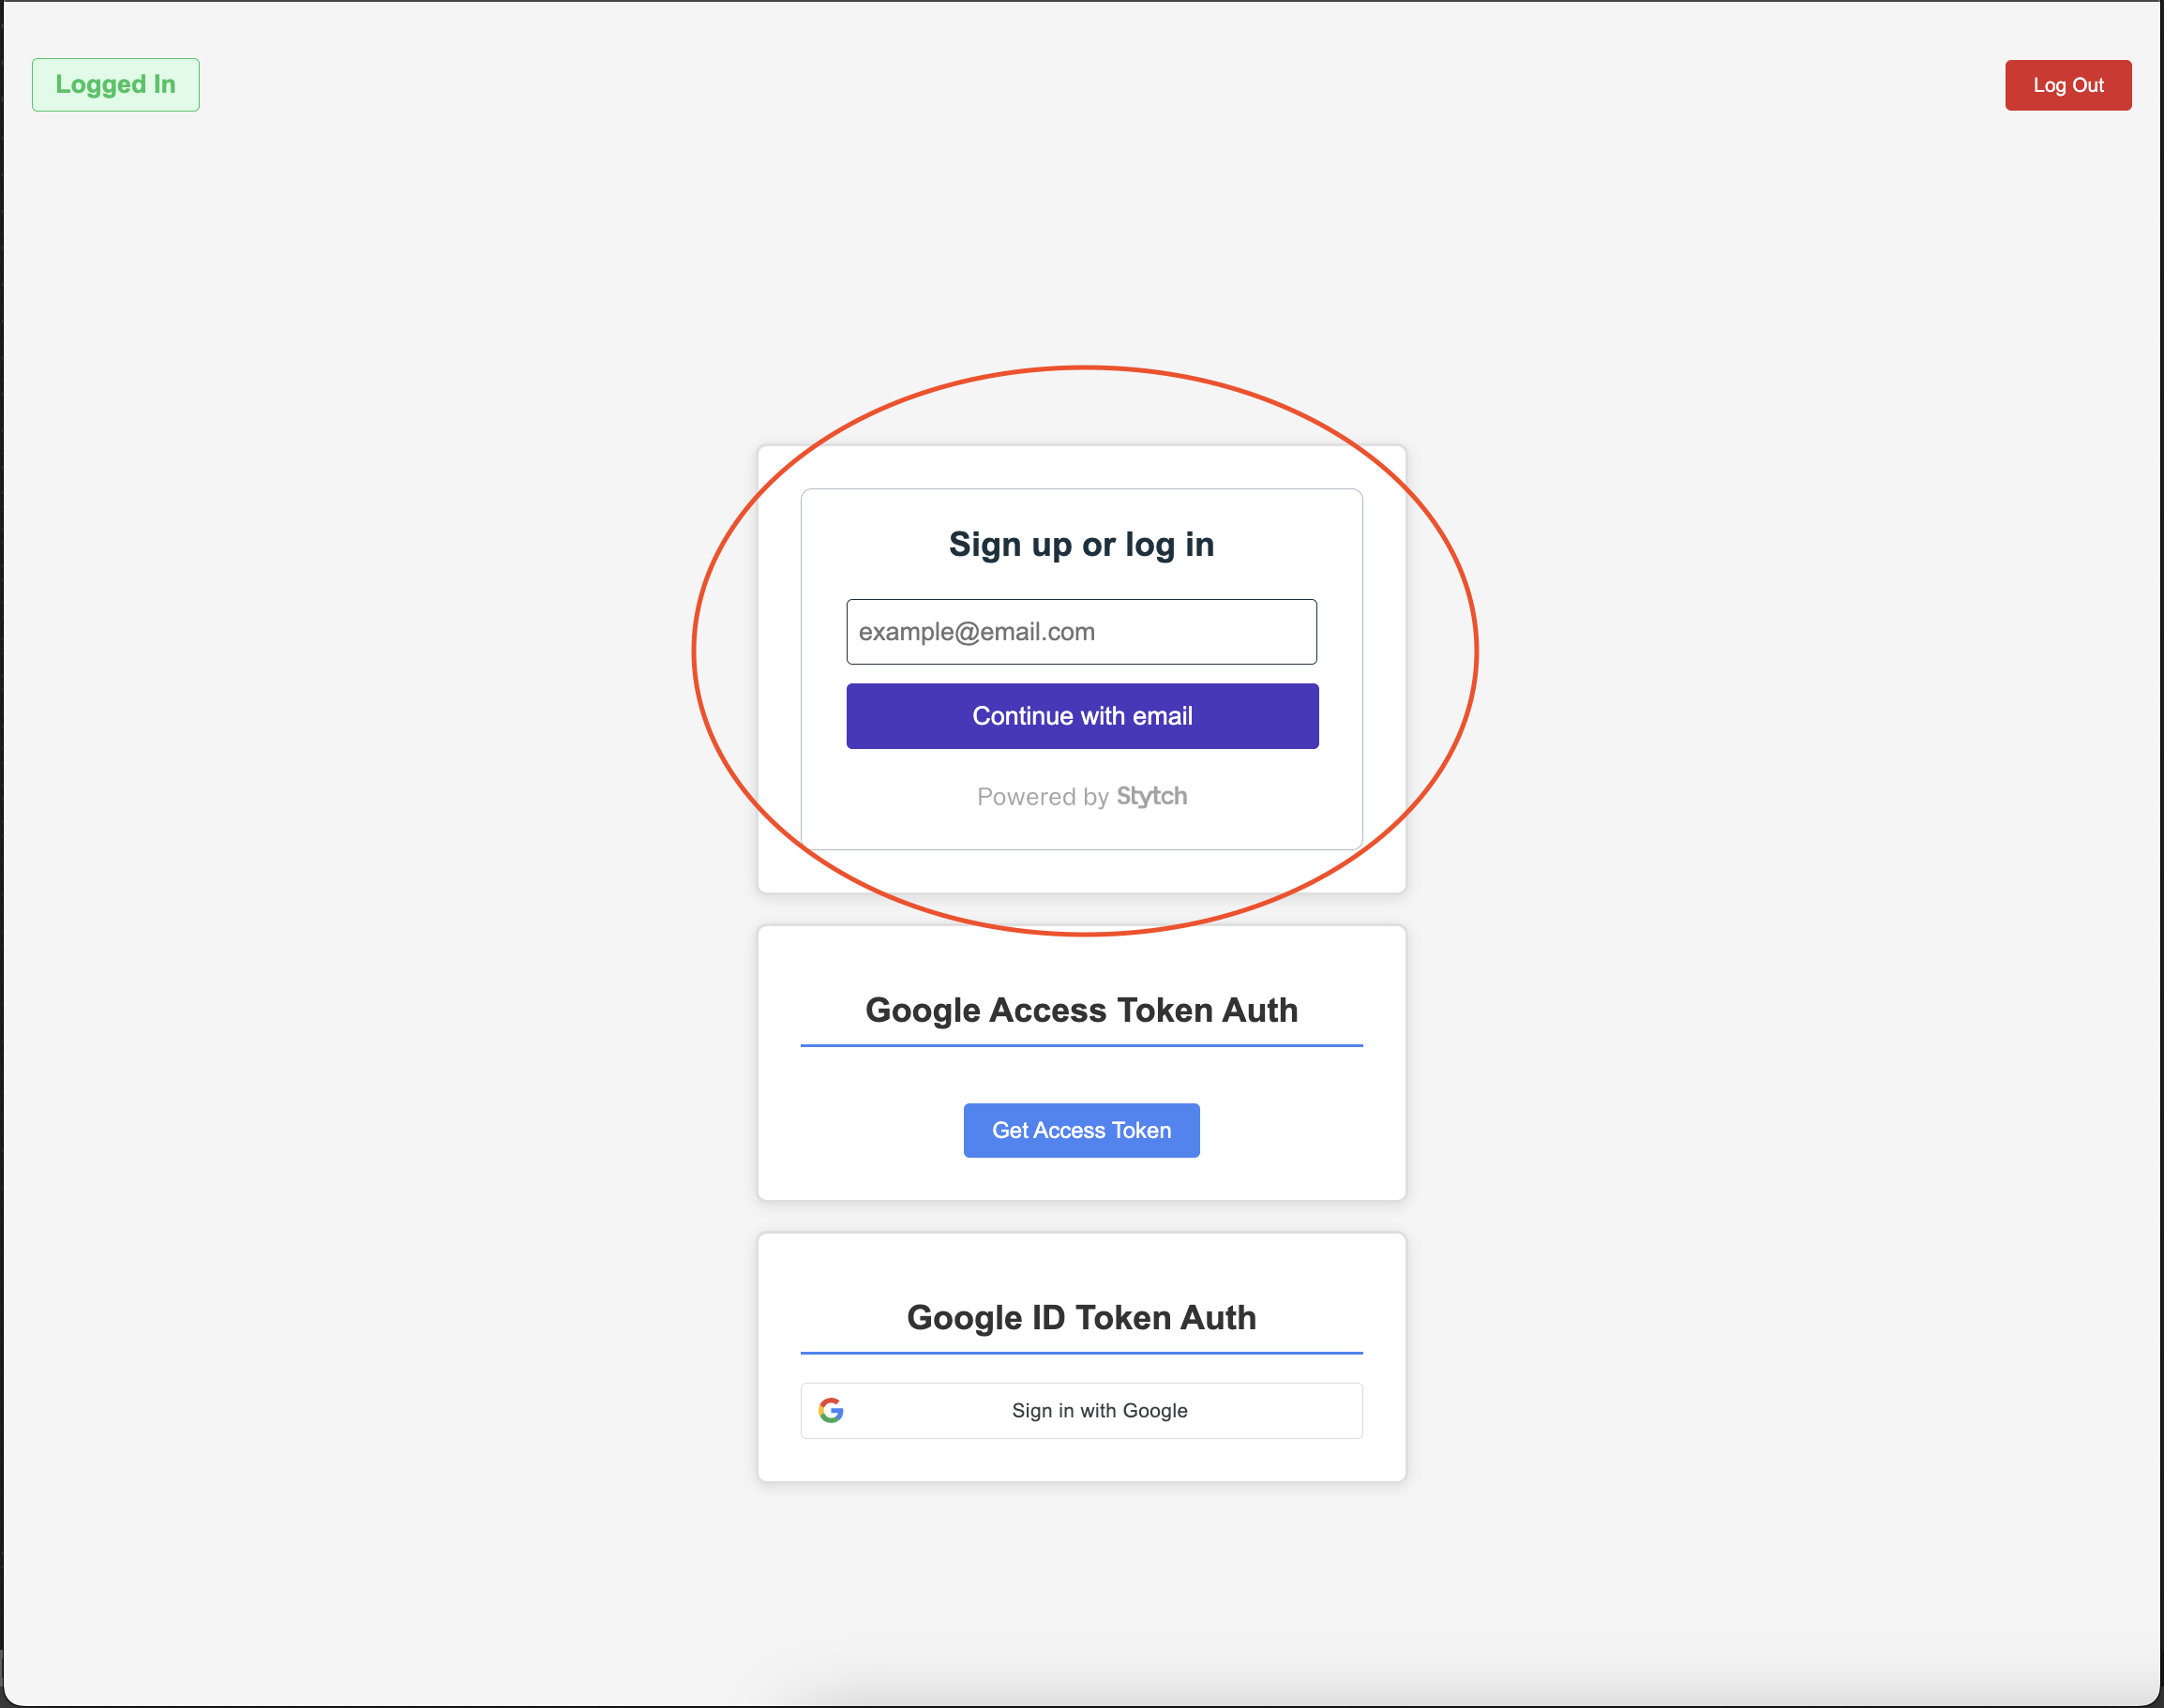 Logged In
Log Out
Sign up or log in
example@email.com
Continue with email
Powered by Stytch
Google Access Token Auth
Get Access Token
Google ID Token Auth
Sign in with Google